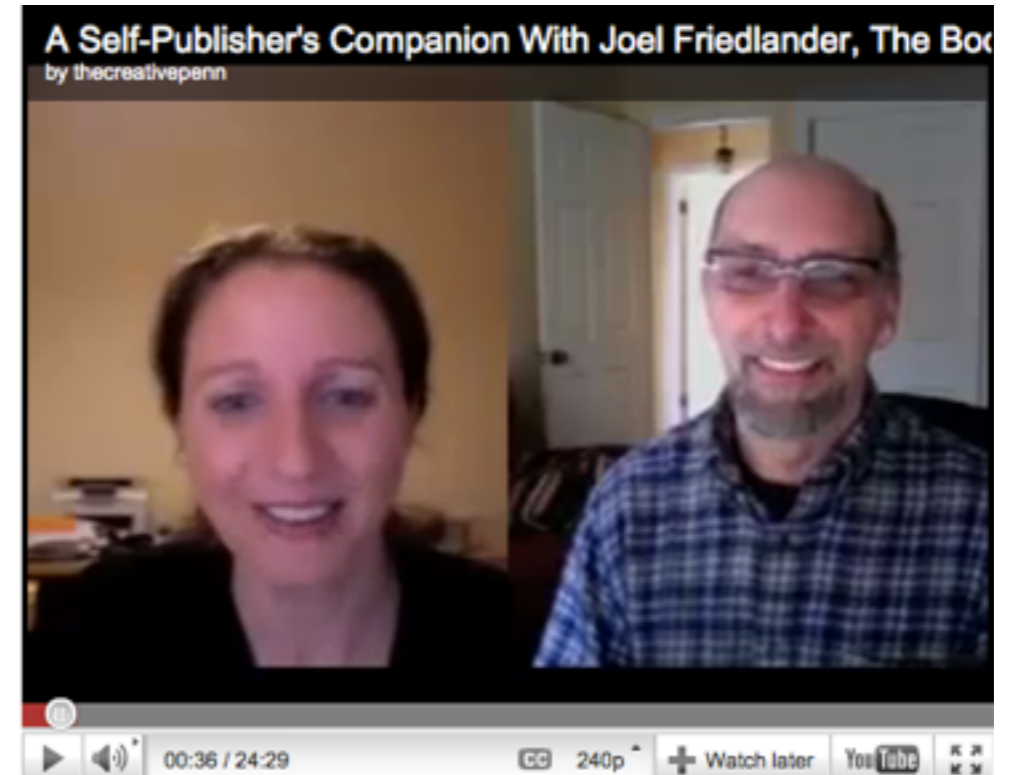 A Self-Publisher's Companion With Joel Friedlander, The Boo
by thecreativepenn
00:36 / 24:29 CC 240p Watch later YouTube